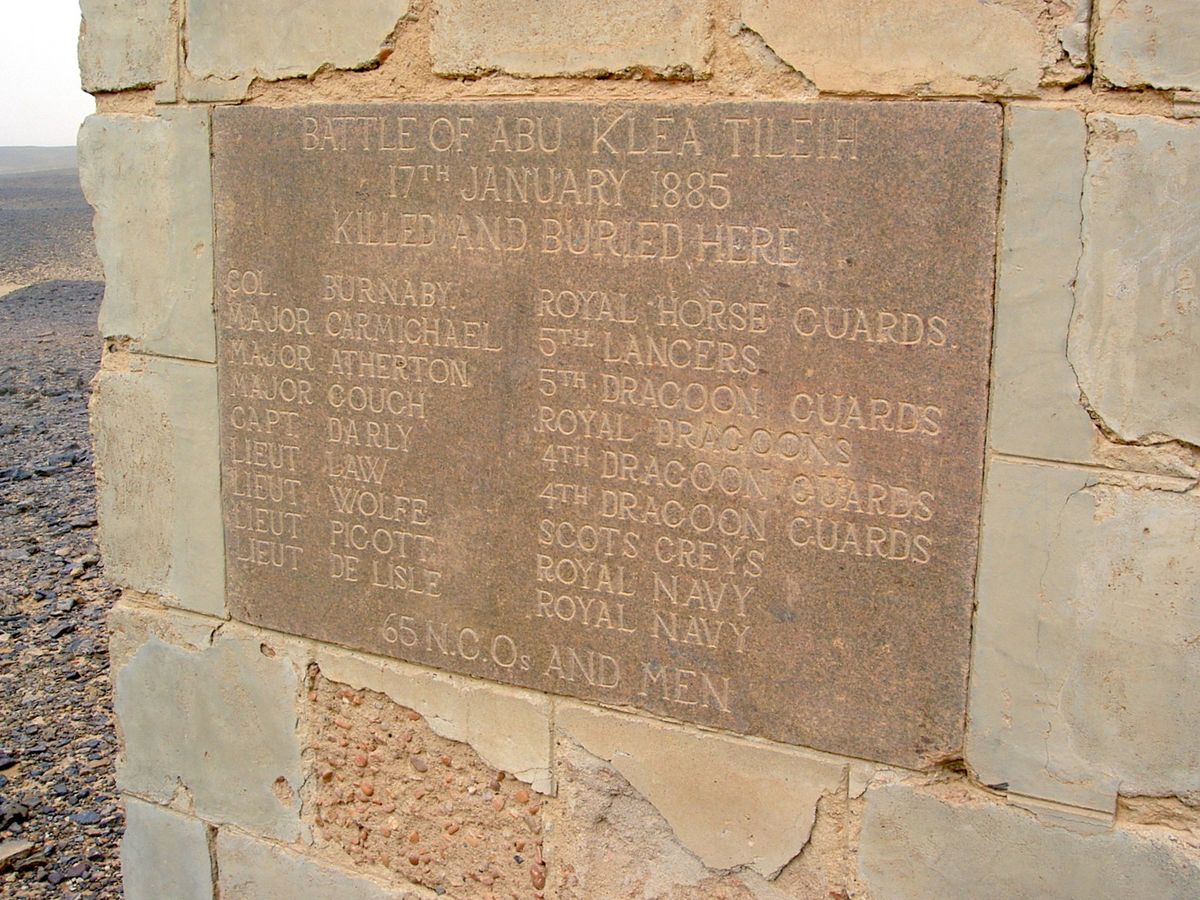 BATTLE OF ABU KLEA TILEIH
17TH JANUARY 1885
KILLED AND BURIED HERE
COL. BURNABY. ROYAL HORSE GUARDS.
MAJOR CARMICHAEL 5TH LANCERS
MAJOR ATHERTON 5TH DRAGOON GUARDS
MAJOR GOUGH ROYAL DRAGOONS
CAPT. DARLY 4TH DRAGOON GUARDS
LIEUT LAW 4TH DRAGOON GUARDS
LIEUT. WOLFE SCOTS GREYS
LIEUT PIGOTT ROYAL NAVY
LIEUT DE LISLE ROYAL NAVY
65 N.C.Os AND MEN